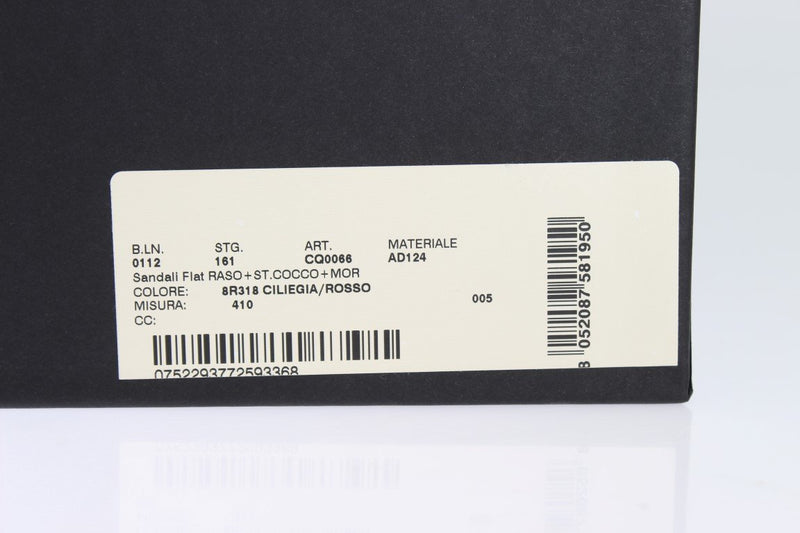 B.LN. STG. ART. MATERIALE
0112 161 CQ0066 AD124
Sandali Flat RASO+ST.COCCO+MOR
COLORE: 8R318 CILIEGIA/ROSSO
MISURA: 410
005
CC:
0752293772593368
8 052087 581950